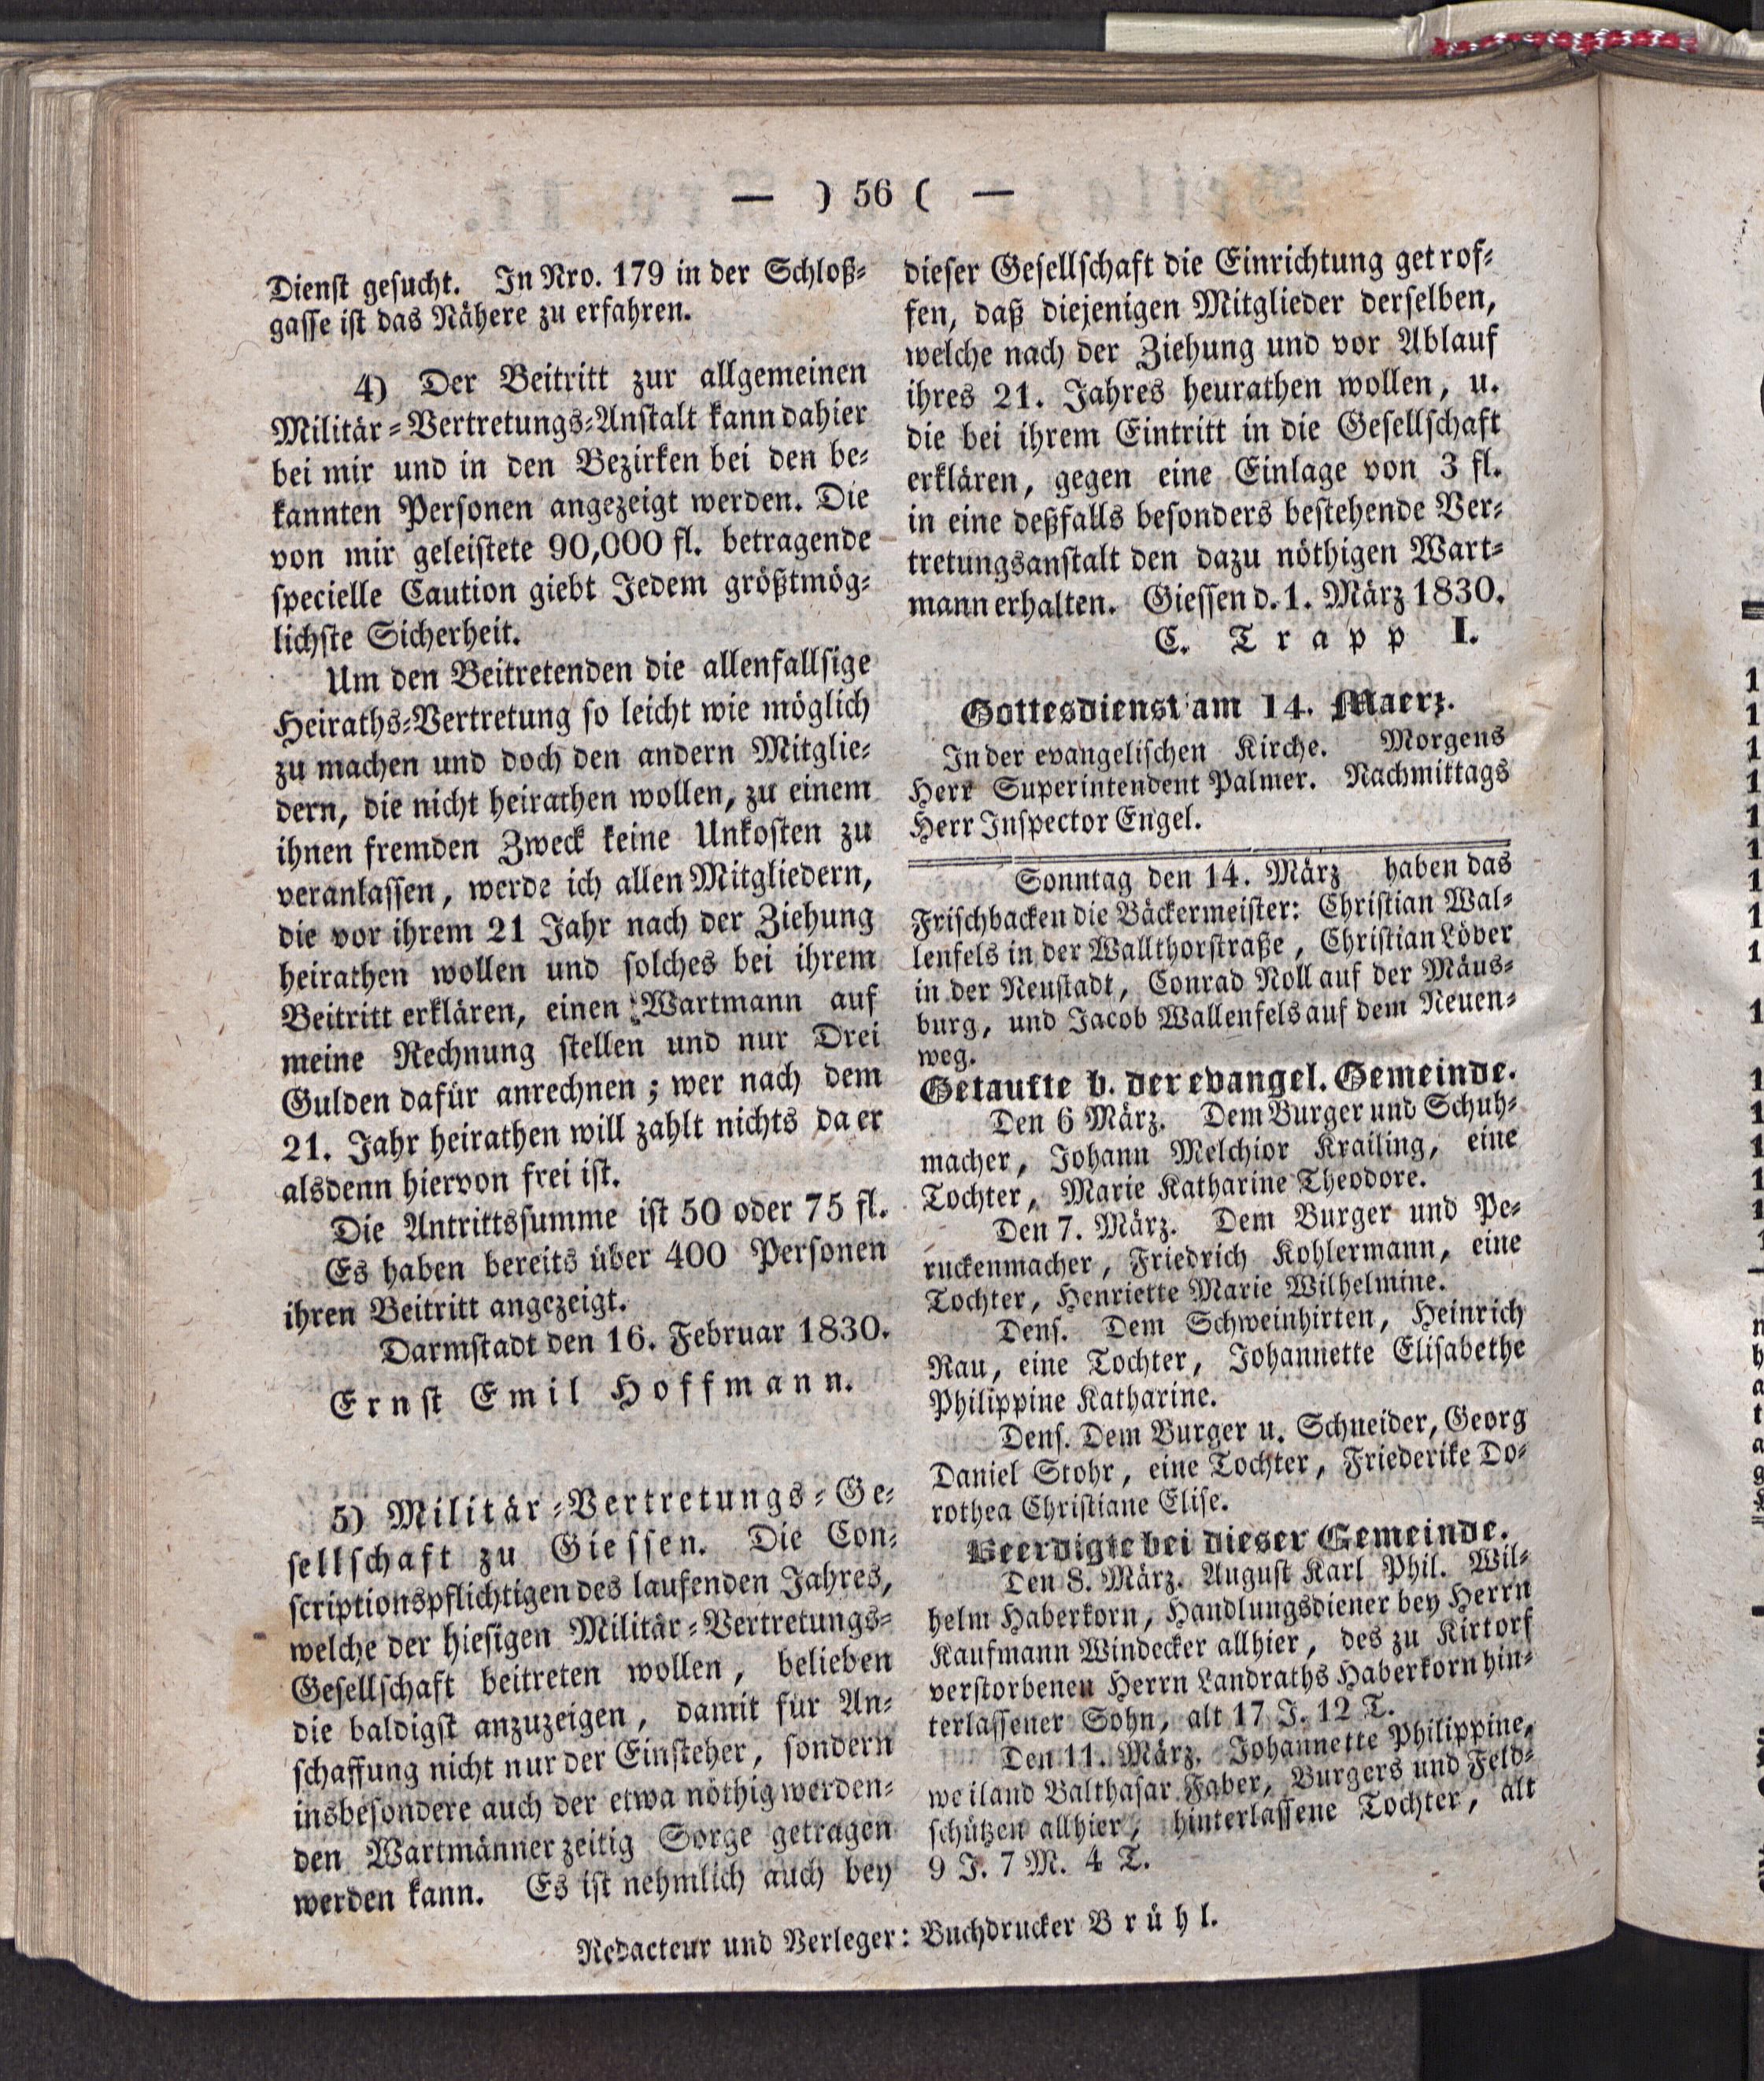 — ) 56 ( —
Dienst gesucht. In Nro. 179 in der Schloß-
gasse ist das Nähere zu erfahren.
4) Der Beitritt zur allgemeinen
Militär-Vertretungs-Anstalt kann dahier
bei mir und in den Bezirken bei den be-
kannten Personen angezeigt werden. Die
von mir geleistete 90,000 fl. betragende
specielle Caution giebt Jedem größtmög-
lichste Sicherheit.
Um den Beitretenden die allenfallsige
Heiraths-Vertretung so leicht wie möglich
zu machen und doch den andern Mitglie-
dern, die nicht heirathen wollen, zu einem
ihnen fremden Zweck keine Unkosten zu
veranlassen, werde ich allen Mitgliedern,
die vor ihrem 21 Jahr nach der Ziehung
heirathen wollen und solches bei ihrem
Beitritt erklären, einen Wartmann auf
meine Rechnung stellen und nur Drei
Gulden dafür anrechnen; wer nach dem
21. Jahr heirathen will zahlt nichts da er
alsdenn hiervon frei ist.
Die Antrittssumme ist 50 oder 75 fl.
Es haben bereits über 400 Personen
ihren Beitritt angezeigt.
Darmstadt den 16. Februar 1830.
Ernst Emil Hoffmann.
5) Militär-Vertretungs-Ge-
sellschaft zu Giessen. Die Con-
scriptionspflichtigen des laufenden Jahres,
welche der hiesigen Militär-Vertretungs-
Gesellschaft beitreten wollen, belieben
die baldigst anzuzeigen, damit für An-
schaffung nicht nur der Einsteher, sondern
insbesondere auch der etwa nöthig werden-
den Wartmänner zeitig Sorge getragen
werden kann. Es ist nehmlich auch bey
dieser Gesellschaft die Einrichtung getrof-
fen, daß diejenigen Mitglieder derselben,
welche nach der Ziehung und vor Ablauf
ihres 21. Jahres heurathen wollen, u.
die bei ihrem Eintritt in die Gesellschaft
erklären, gegen eine Einlage von 3 fl.
in eine deßfalls besonders bestehende Ver-
tretungsanstalt den dazu nöthigen Wart-
mann erhalten. Giessen d. 1. März 1830.
C. Trapp I.
Gottesdienst am 14. Maerz.
In der evangelischen Kirche. Morgens
Herr Superintendent Palmer. Nachmittags
Herr Inspector Engel.
Sonntag den 14. März haben das
Frischbacken die Bäckermeister: Christian Wal-
lenfels in der Wallthorstraße, Christian Löber
in der Neustadt, Conrad Noll auf der Mäus-
burg, und Jacob Wallenfels auf dem Neuen-
weg.
Getaufte b. der evangel. Gemeinde.
Den 6 März. Dem Burger und Schuh-
macher, Johann Melchior Krailing, eine
Tochter, Marie Katharine Theodore.
Den 7. März. Dem Burger und Pe-
ruckenmacher, Friedrich Kohlermann, eine
Tochter, Henriette Marie Wilhelmine.
Dens. Dem Schweinhirten, Heinrich
Rau, eine Tochter, Johannette Elisabethe
Philippine Katharine.
Dens. Dem Burger u. Schneider, Georg
Daniel Stohr, eine Tochter, Friederike Do-
rothea Christiane Elise.
Beerdigte bei dieser Gemeinde.
Den 8. März. August Karl Phil. Wil-
helm Haberkorn, Handlungsdiener bey Herrn
Kaufmann Windecker allhier, des zu Kirtorf
verstorbenen Herrn Landraths Haberkorn hin-
terlassener Sohn, alt 17 J. 12 T.
Den 11. März. Johannette Philippine,
weiland Balthasar Faber, Burgers und Feld-
schützen allhier, hinterlassene Tochter, alt
9 J. 7 M. 4 T.
Redacteur und Verleger: Buchdrucker Brühl.